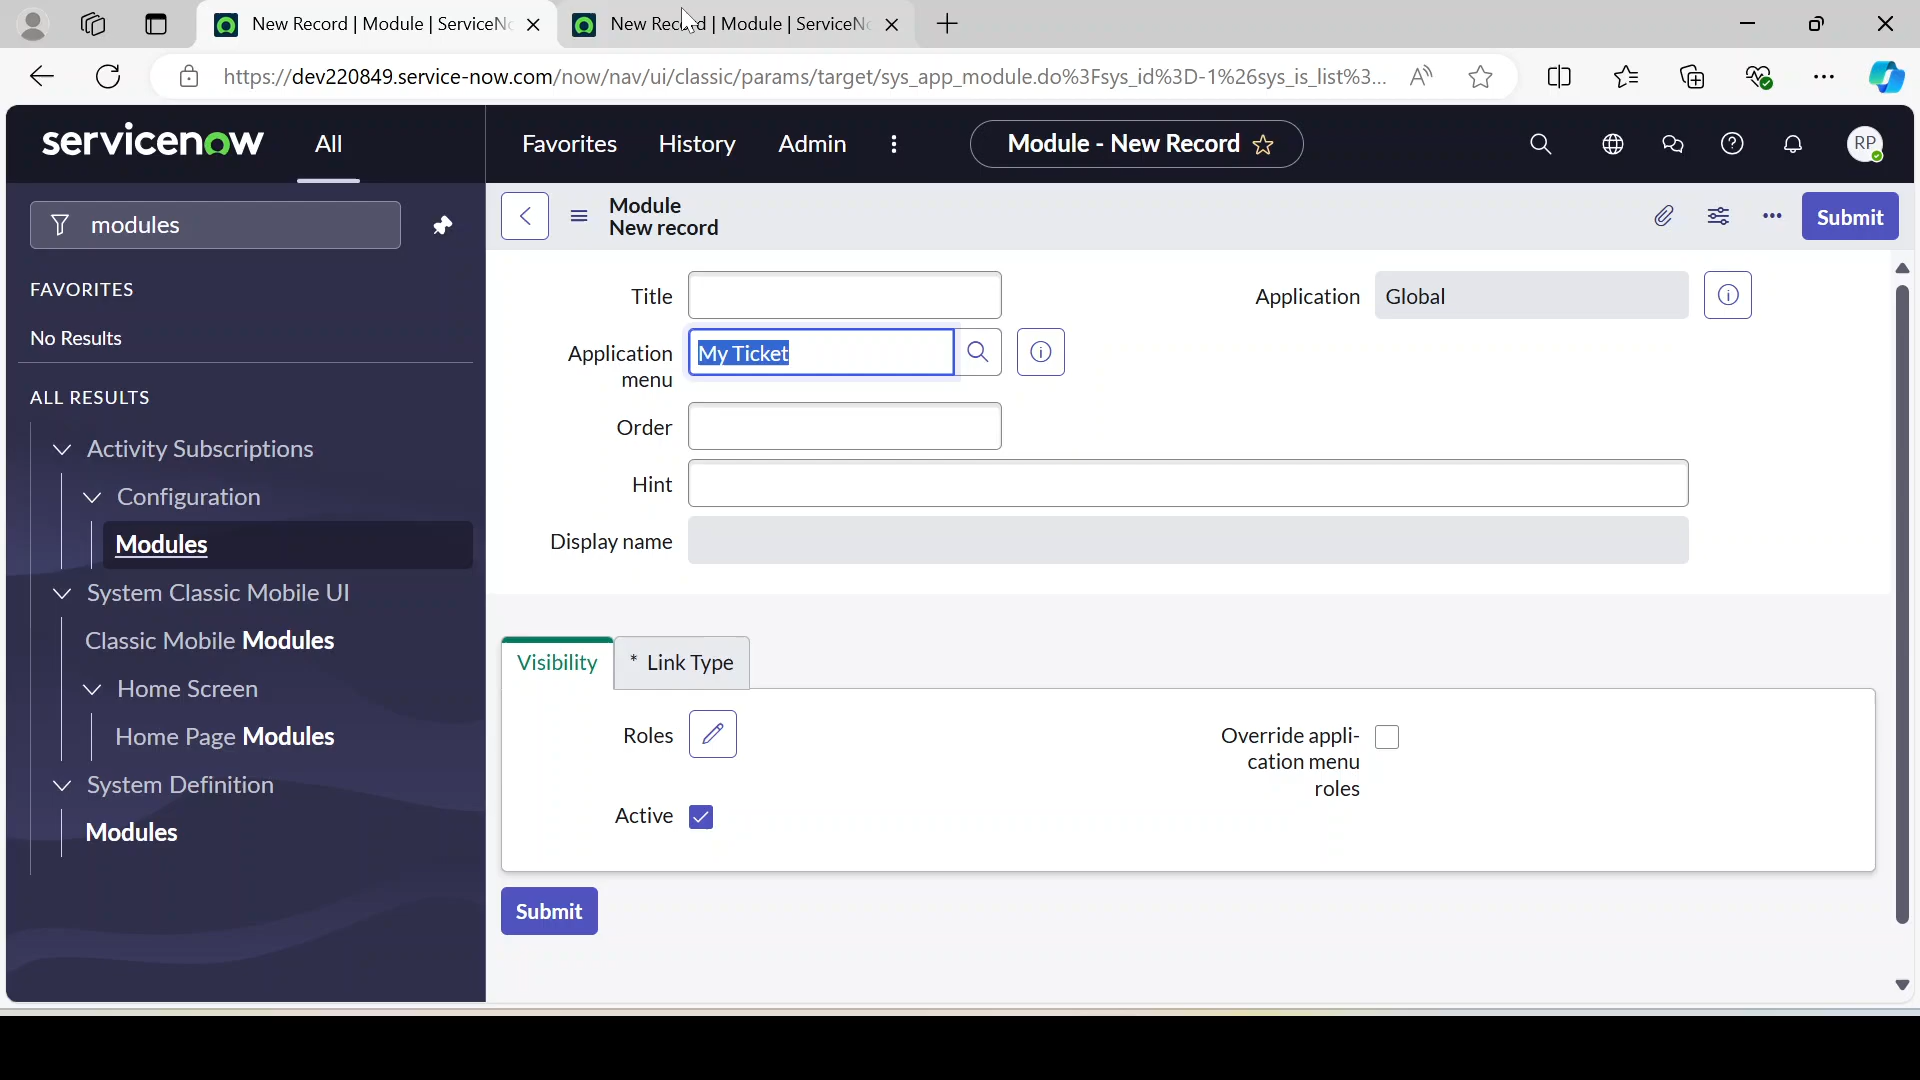 New Record | Module | ServiceN
New Record | Module | ServiceN
https://dev220849.service-now.com/now/nav/ui/classic/params/target/sys_app_module.do%3Fsys_id%3D-1%26sys_is_list%3...
servicenow
All
Favorites
History
Admin
Module - New Record
RP
modules
Module
New record
Submit
FAVORITES
No Results
ALL RESULTS
Activity Subscriptions
Configuration
Modules
System Classic Mobile UI
Classic Mobile Modules
Home Screen
Home Page Modules
System Definition
Modules
Title
Application
Global
Application
menu
My Ticket
Order
Hint
Display name
Visibility
* Link Type
Roles
Override appli-
cation menu
roles
Active
Submit